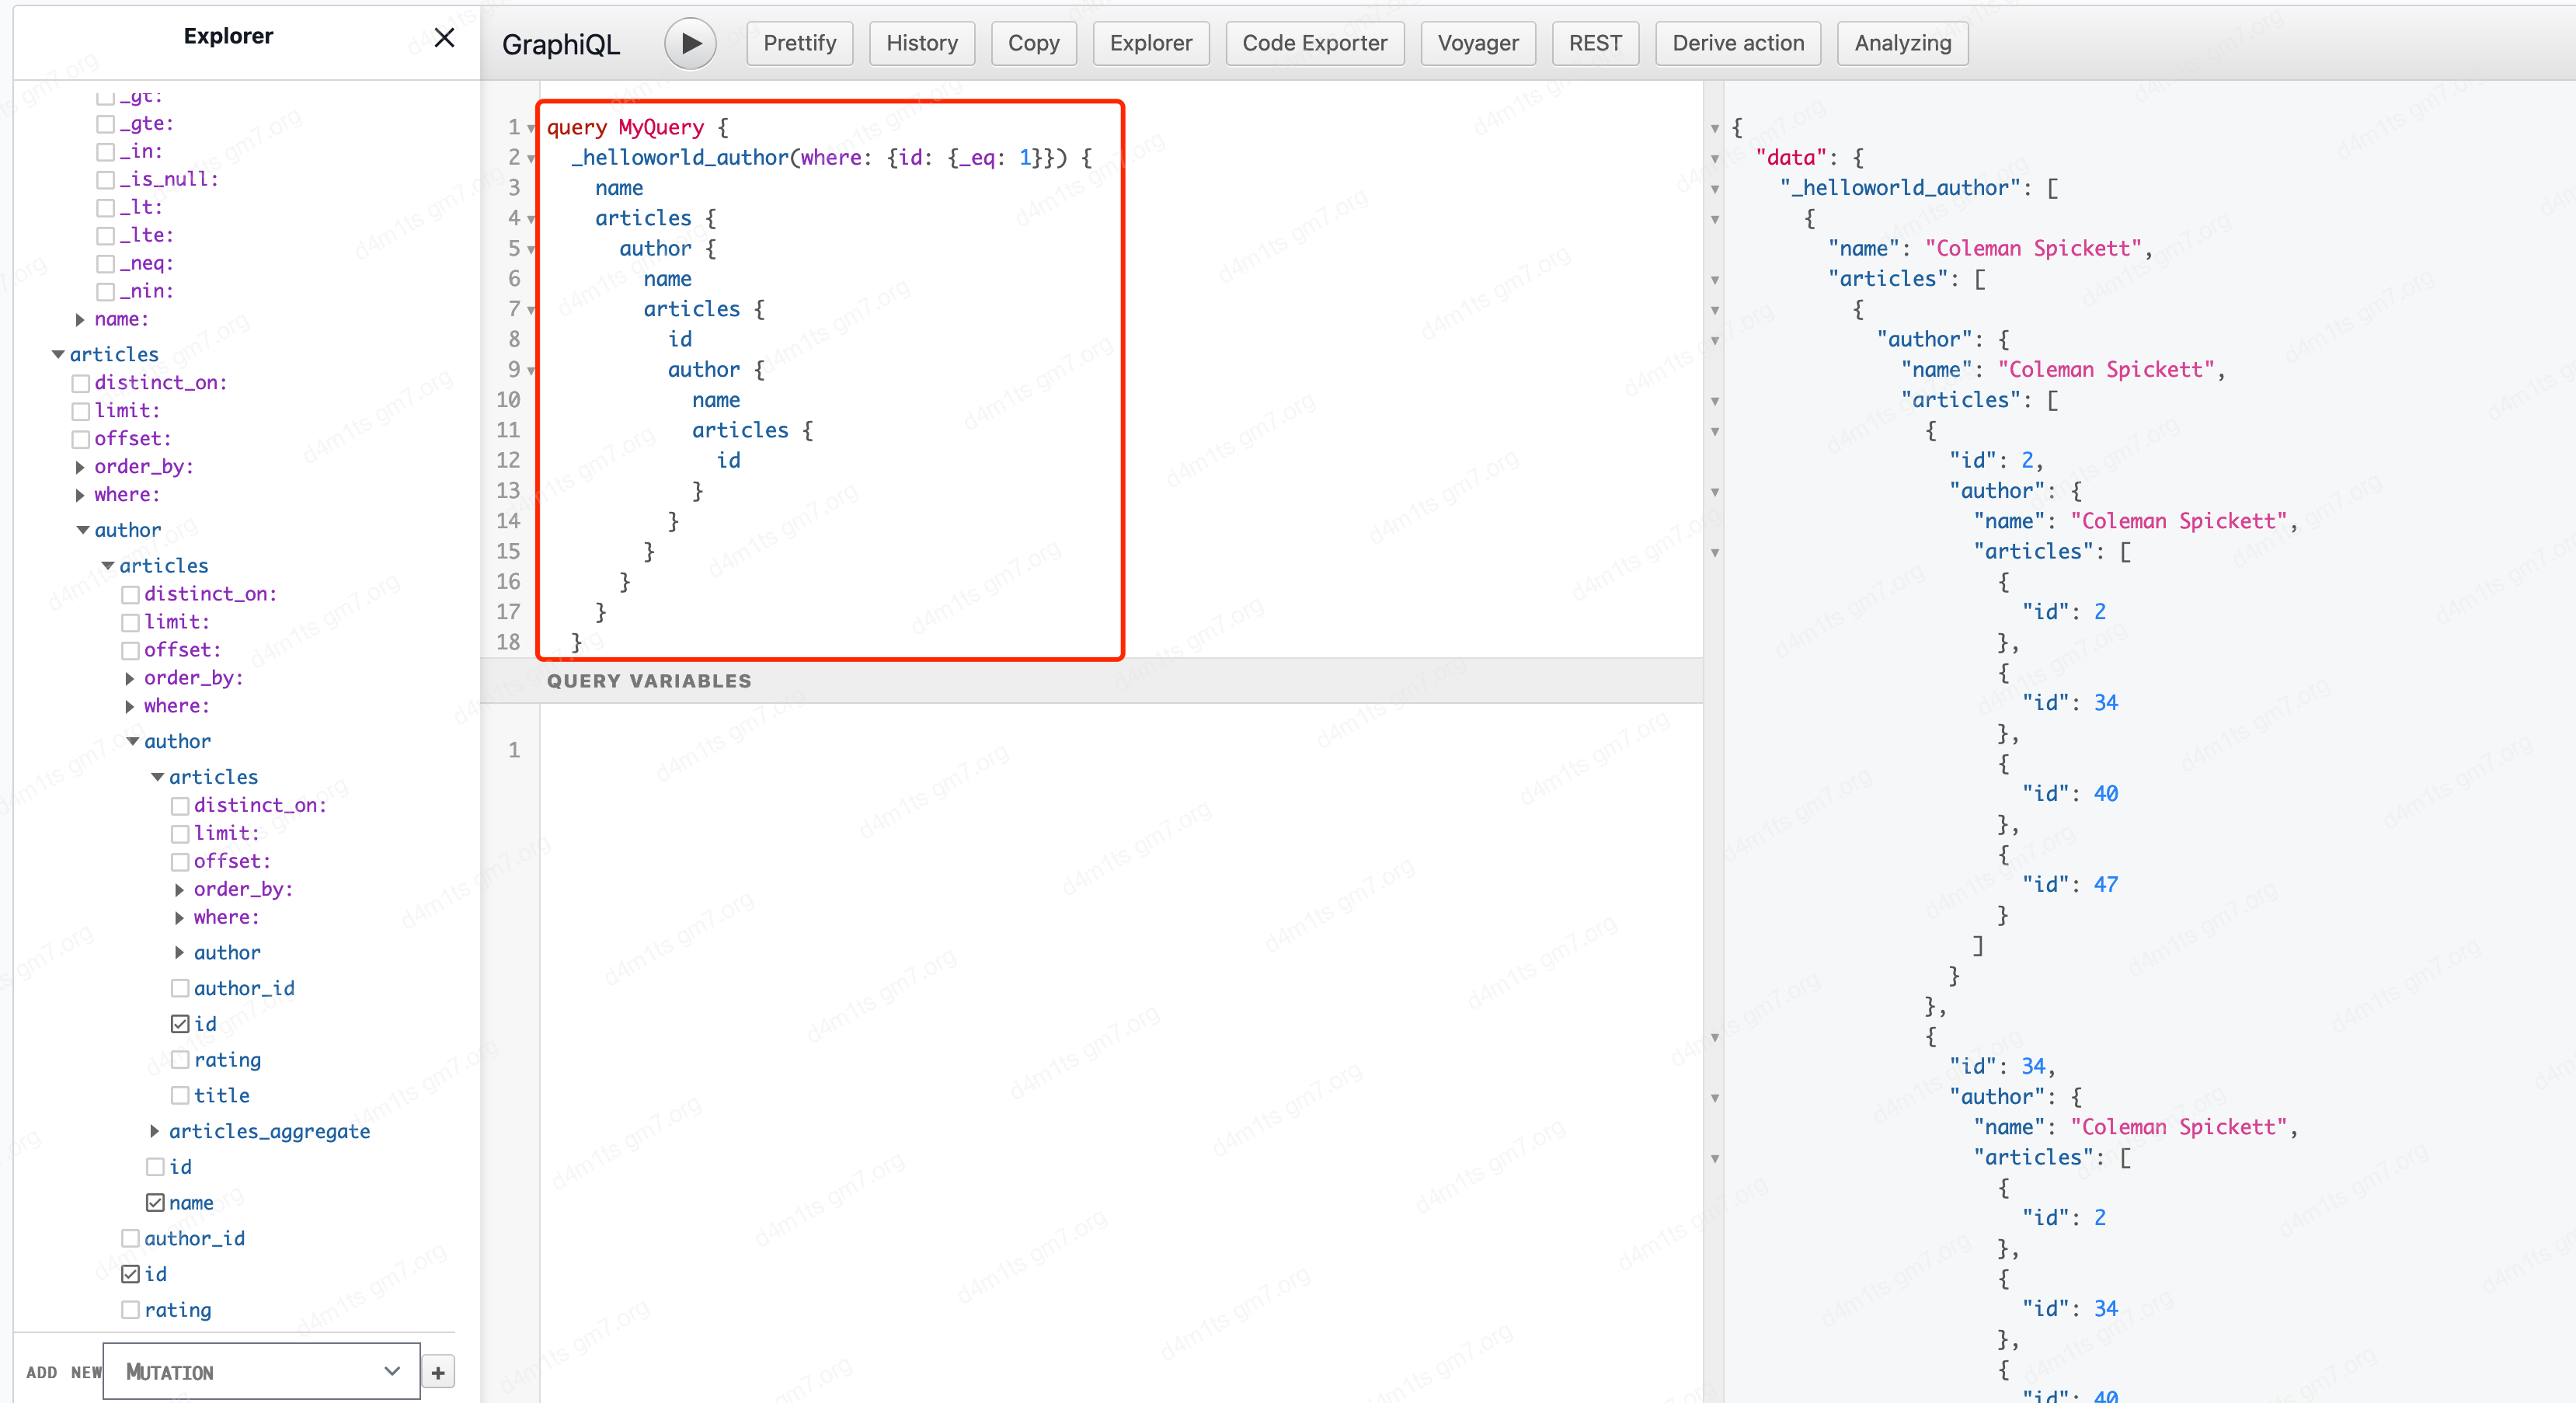 Explorer
_gt:
_gte:
_in:
_is_null:
_lt:
_lte:
_neq:
_nin:
name:
articles
distinct_on:
limit:
offset:
order_by:
where:
author
articles
distinct_on:
limit:
offset:
order_by:
where:
author
articles
distinct_on:
limit:
offset:
order_by:
where:
author
author_id
id
rating
title
articles_aggregate
id
name
author_id
id
rating
ADD NEW MUTATION +
GraphiQL Prettify History Copy Explorer Code Exporter Voyager REST Derive action Analyzing
1 query MyQuery {
2 _helloworld_author(where: {id: {_eq: 1}}) {
3 name
4 articles {
5 author {
6 name
7 articles {
8 id
9 author {
10 name
11 articles {
12 id
13 }
14 }
15 }
16 }
17 }
18 }
QUERY VARIABLES
1
{
"data": {
"_helloworld_author": [
{
"name": "Coleman Spickett",
"articles": [
{
"author": {
"name": "Coleman Spickett",
"articles": [
{
"id": 2,
"author": {
"name": "Coleman Spickett",
"articles": [
{
"id": 2
},
{
"id": 34
},
{
"id": 40
},
{
"id": 47
}
]
}
},
{
"id": 34,
"author": {
"name": "Coleman Spickett",
"articles": [
{
"id": 2
},
{
"id": 34
},
{
"id": 40
d4m1ts gm7.org